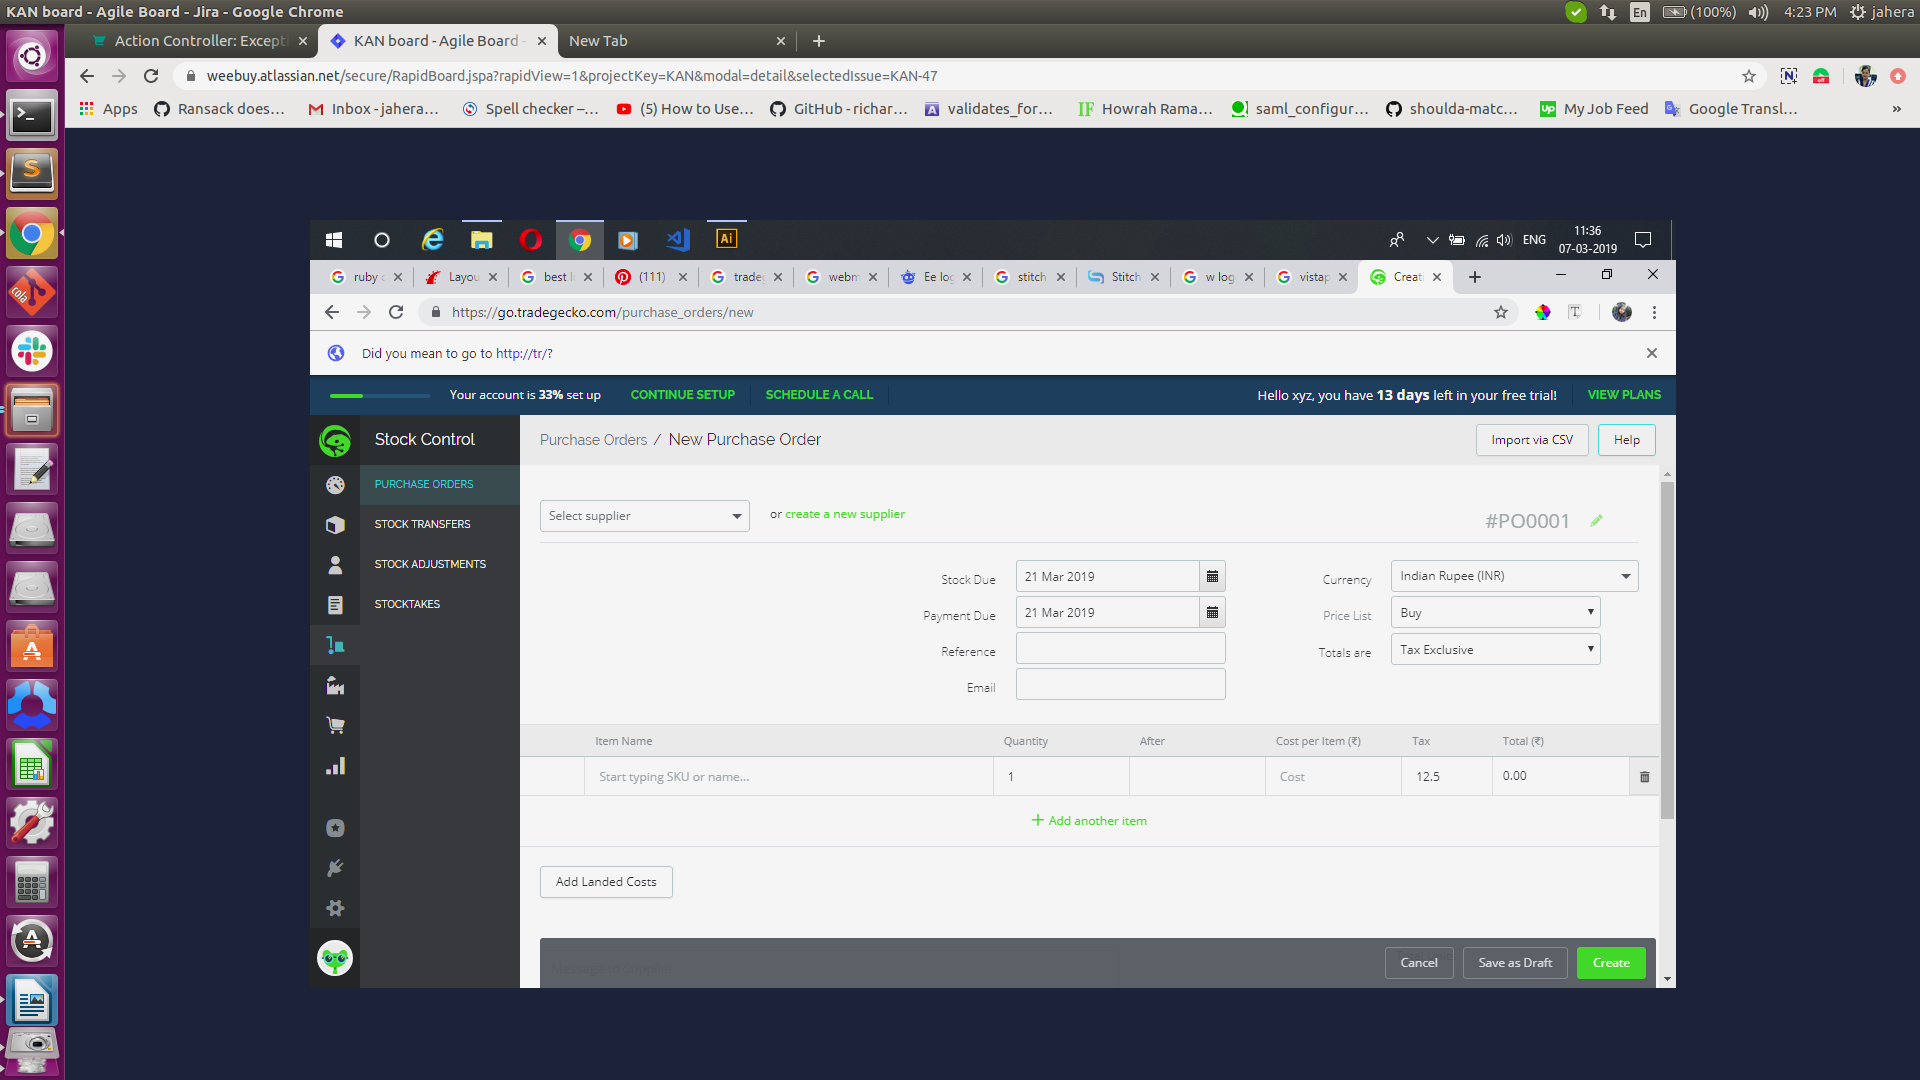 KAN board - Agile Board - Jira - Google Chrome
En (100%) 4:23 PM jahera
Action Controller: Except
KAN board - Agile Board -
New Tab
weebuy.atlassian.net/secure/RapidBoard.jspa?rapidView=1&projectKey=KAN&modal=detail&selectedIssue=KAN-47
Apps
Ransack does...
Inbox - jahera...
Spell checker –...
(5) How to Use...
GitHub - richar...
validates_for...
IF Howrah Rama...
saml_configur...
shoulda-matc...
Up My Job Feed
Google Transl...
»
Ai
ENG
11:36
07-03-2019
ruby c
Layou
best l
(111)
trade
webm
Ee log
stitch
Stitch
w log
vistap
Creat
https://go.tradegecko.com/purchase_orders/new
Did you mean to go to http://tr/?
Your account is 33% set up
CONTINUE SETUP
SCHEDULE A CALL
Hello xyz, you have 13 days left in your free trial!
VIEW PLANS
Stock Control
Purchase Orders / New Purchase Order
Import via CSV
Help
PURCHASE ORDERS
STOCK TRANSFERS
STOCK ADJUSTMENTS
STOCKTAKES
Select supplier
or create a new supplier
#PO0001
Stock Due 21 Mar 2019
Currency Indian Rupee (INR)
Payment Due 21 Mar 2019
Price List Buy
Reference
Totals are Tax Exclusive
Email
Item Name Quantity After Cost per Item (₹) Tax Total (₹)
Start typing SKU or name... 1 Cost 12.5 0.00
+ Add another item
Add Landed Costs
Cancel
Save as Draft
Create